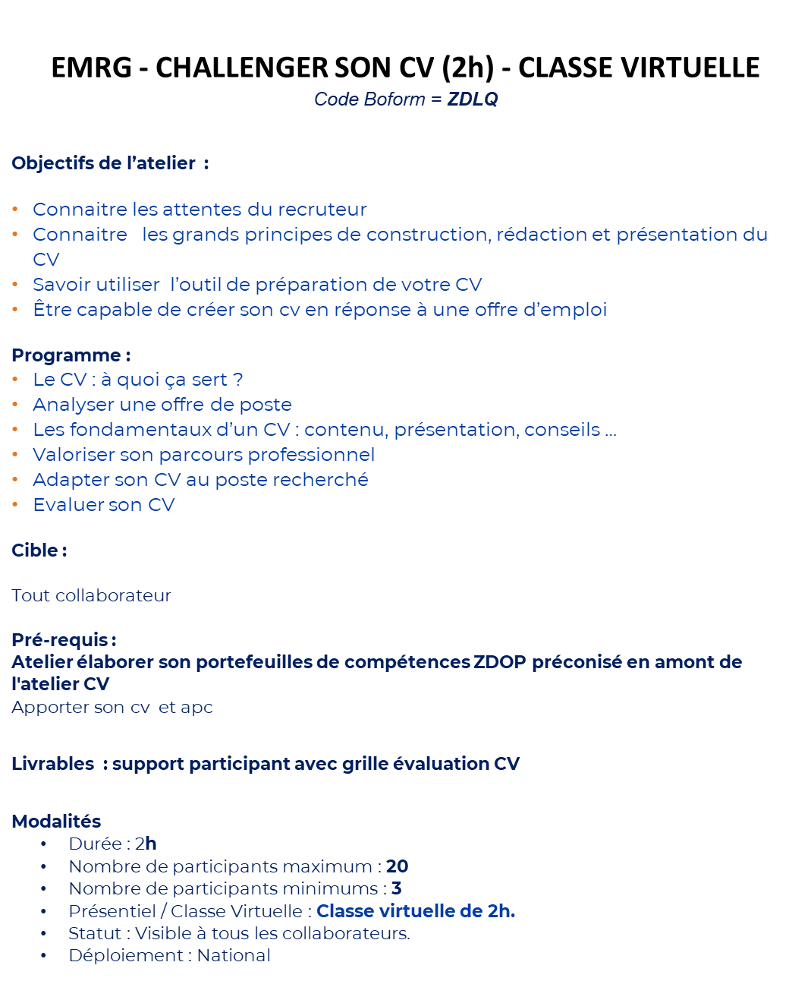 EMRG - CHALLENGER SON CV (2h) - CLASSE VIRTUELLE
Code Boform = ZDLQ
Objectifs de l’atelier :
• Connaitre les attentes du recruteur
• Connaitre les grands principes de construction, rédaction et présentation du
CV
• Savoir utiliser l’outil de préparation de votre CV
• Être capable de créer son cv en réponse à une offre d’emploi
Programme :
• Le CV : à quoi ça sert ?
• Analyser une offre de poste
• Les fondamentaux d’un CV : contenu, présentation, conseils ...
• Valoriser son parcours professionnel
• Adapter son CV au poste recherché
• Evaluer son CV
Cible :
Tout collaborateur
Pré-requis :
Atelier élaborer son portefeuilles de compétences ZDOP préconisé en amont de
l'atelier CV
Apporter son cv et apc
Livrables : support participant avec grille évaluation CV
Modalités
• Durée : 2h
• Nombre de participants maximum : 20
• Nombre de participants minimums : 3
• Présentiel / Classe Virtuelle : Classe virtuelle de 2h.
• Statut : Visible à tous les collaborateurs.
• Déploiement : National